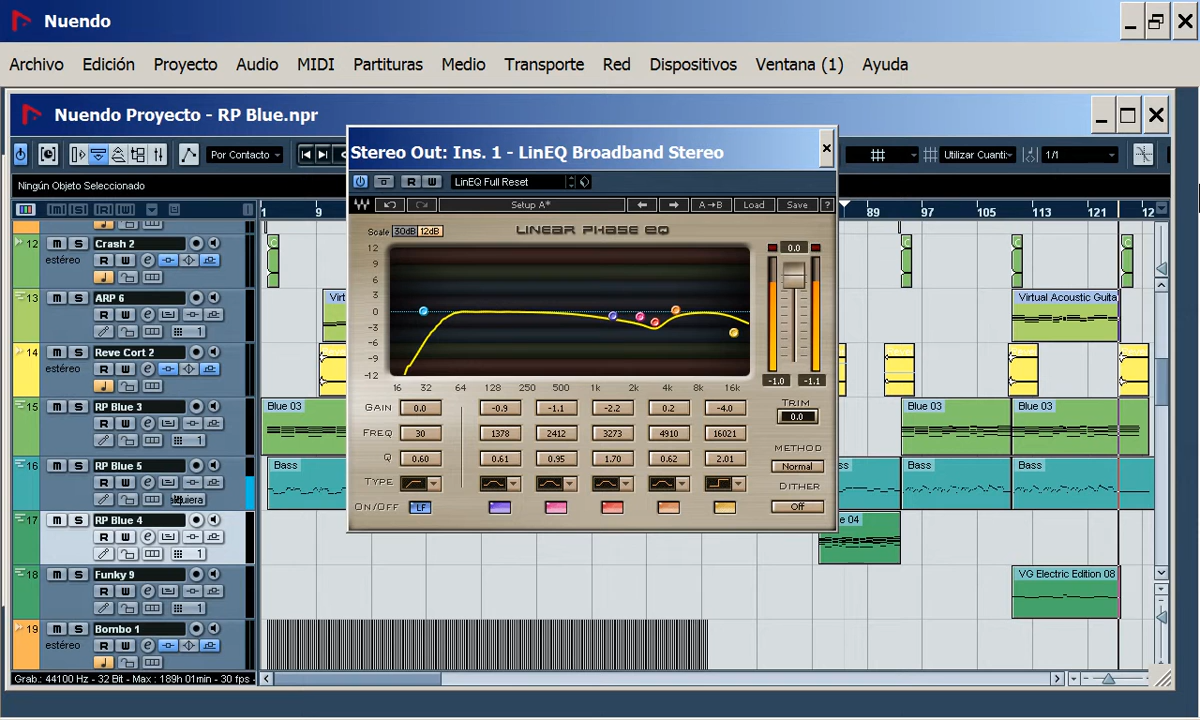 Nuendo
Archivo Edición Proyecto Audio MIDI Partituras Medio Transporte Red Dispositivos Ventana (1) Ayuda
Nuendo Proyecto - RP Blue.npr
Por Contacto
Utilizar Cuanti: 1/1
Ningún Objeto Seleccionado
Stereo Out: Ins. 1 - LinEQ Broadband Stereo
R W LinEQ Full Reset
Setup A* A→B Load Save ?
Scale 30dB 12dB LINEAR PHASE EQ 0.0
12
9
6
3
0
-3
-6
-9
-12
16 32 64 128 250 500 1k 2k 4k 8k 16k
-1.0 -1.1
GAIN 0.0 -0.9 -1.1 -2.2 0.2 -4.0
FREQ 30 1378 2412 3273 4910 16021
Q 0.60 0.61 0.95 1.70 0.62 2.01
TYPE
ON/OFF LF
TRIM
0.0
METHOD
Normal
DITHER
Off
1 9 89 97 105 113 121
12 m S Crash 2
estéreo R W e
13 m S ARP 6
R W e
1
14 m S Reve Cort 2
estéreo R W e
15 m S RP Blue 3
R W e
1
16 m S RP Blue 5
R W e
17 m S RP Blue 4
R W e
1
18 m S Funky 9
R W e
1
19 m S Bombo 1
estéreo R W e
C C C C
Virt Virtual Acoustic Guita
Blue 03 Blue 03 Blue 03
Bass Bass Bass
04
VG Electric Edition 08
Grab.: 44100 Hz - 32 Bit - Max : 189h 01min - 30 fps -